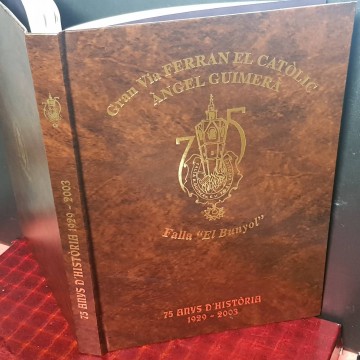 Gran Via FERRAN EL CATÒLIC
ÀNGEL GUIMERÀ
75
Falla "El Bunyol"
75 ANYS D'HISTÒRIA
1929 - 2003
75 ANYS D'HISTÒRIA 1929 - 2003